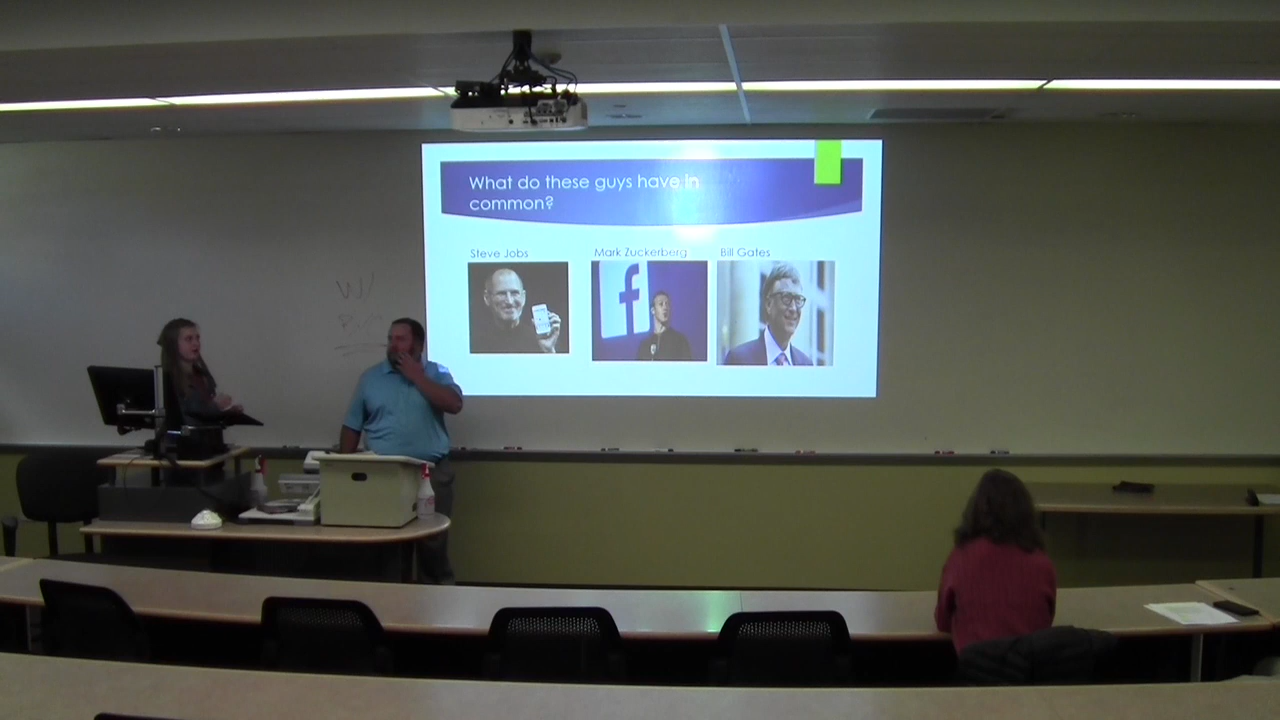 What do these guys have in
common?
Steve Jobs
Mark Zuckerberg
Bill Gates
f
W/